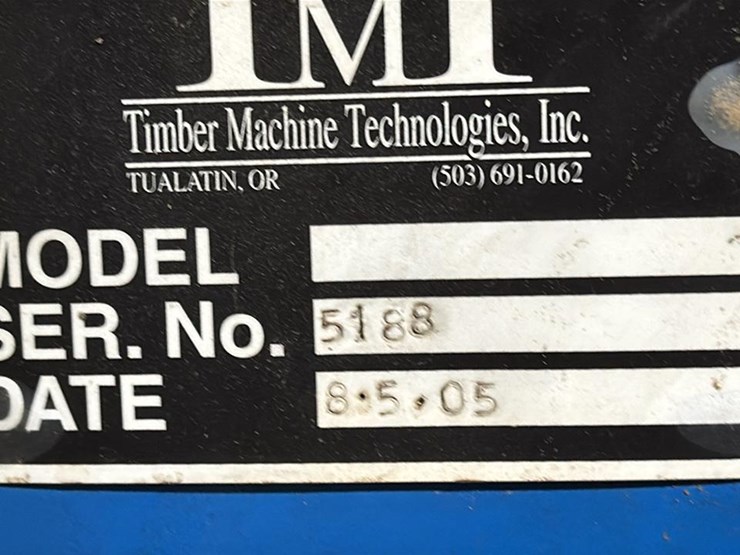 TMT
Timber Machine Technologies, Inc.
TUALATIN, OR (503) 691-0162
MODEL
SER. No. 5188
DATE 8•5•05